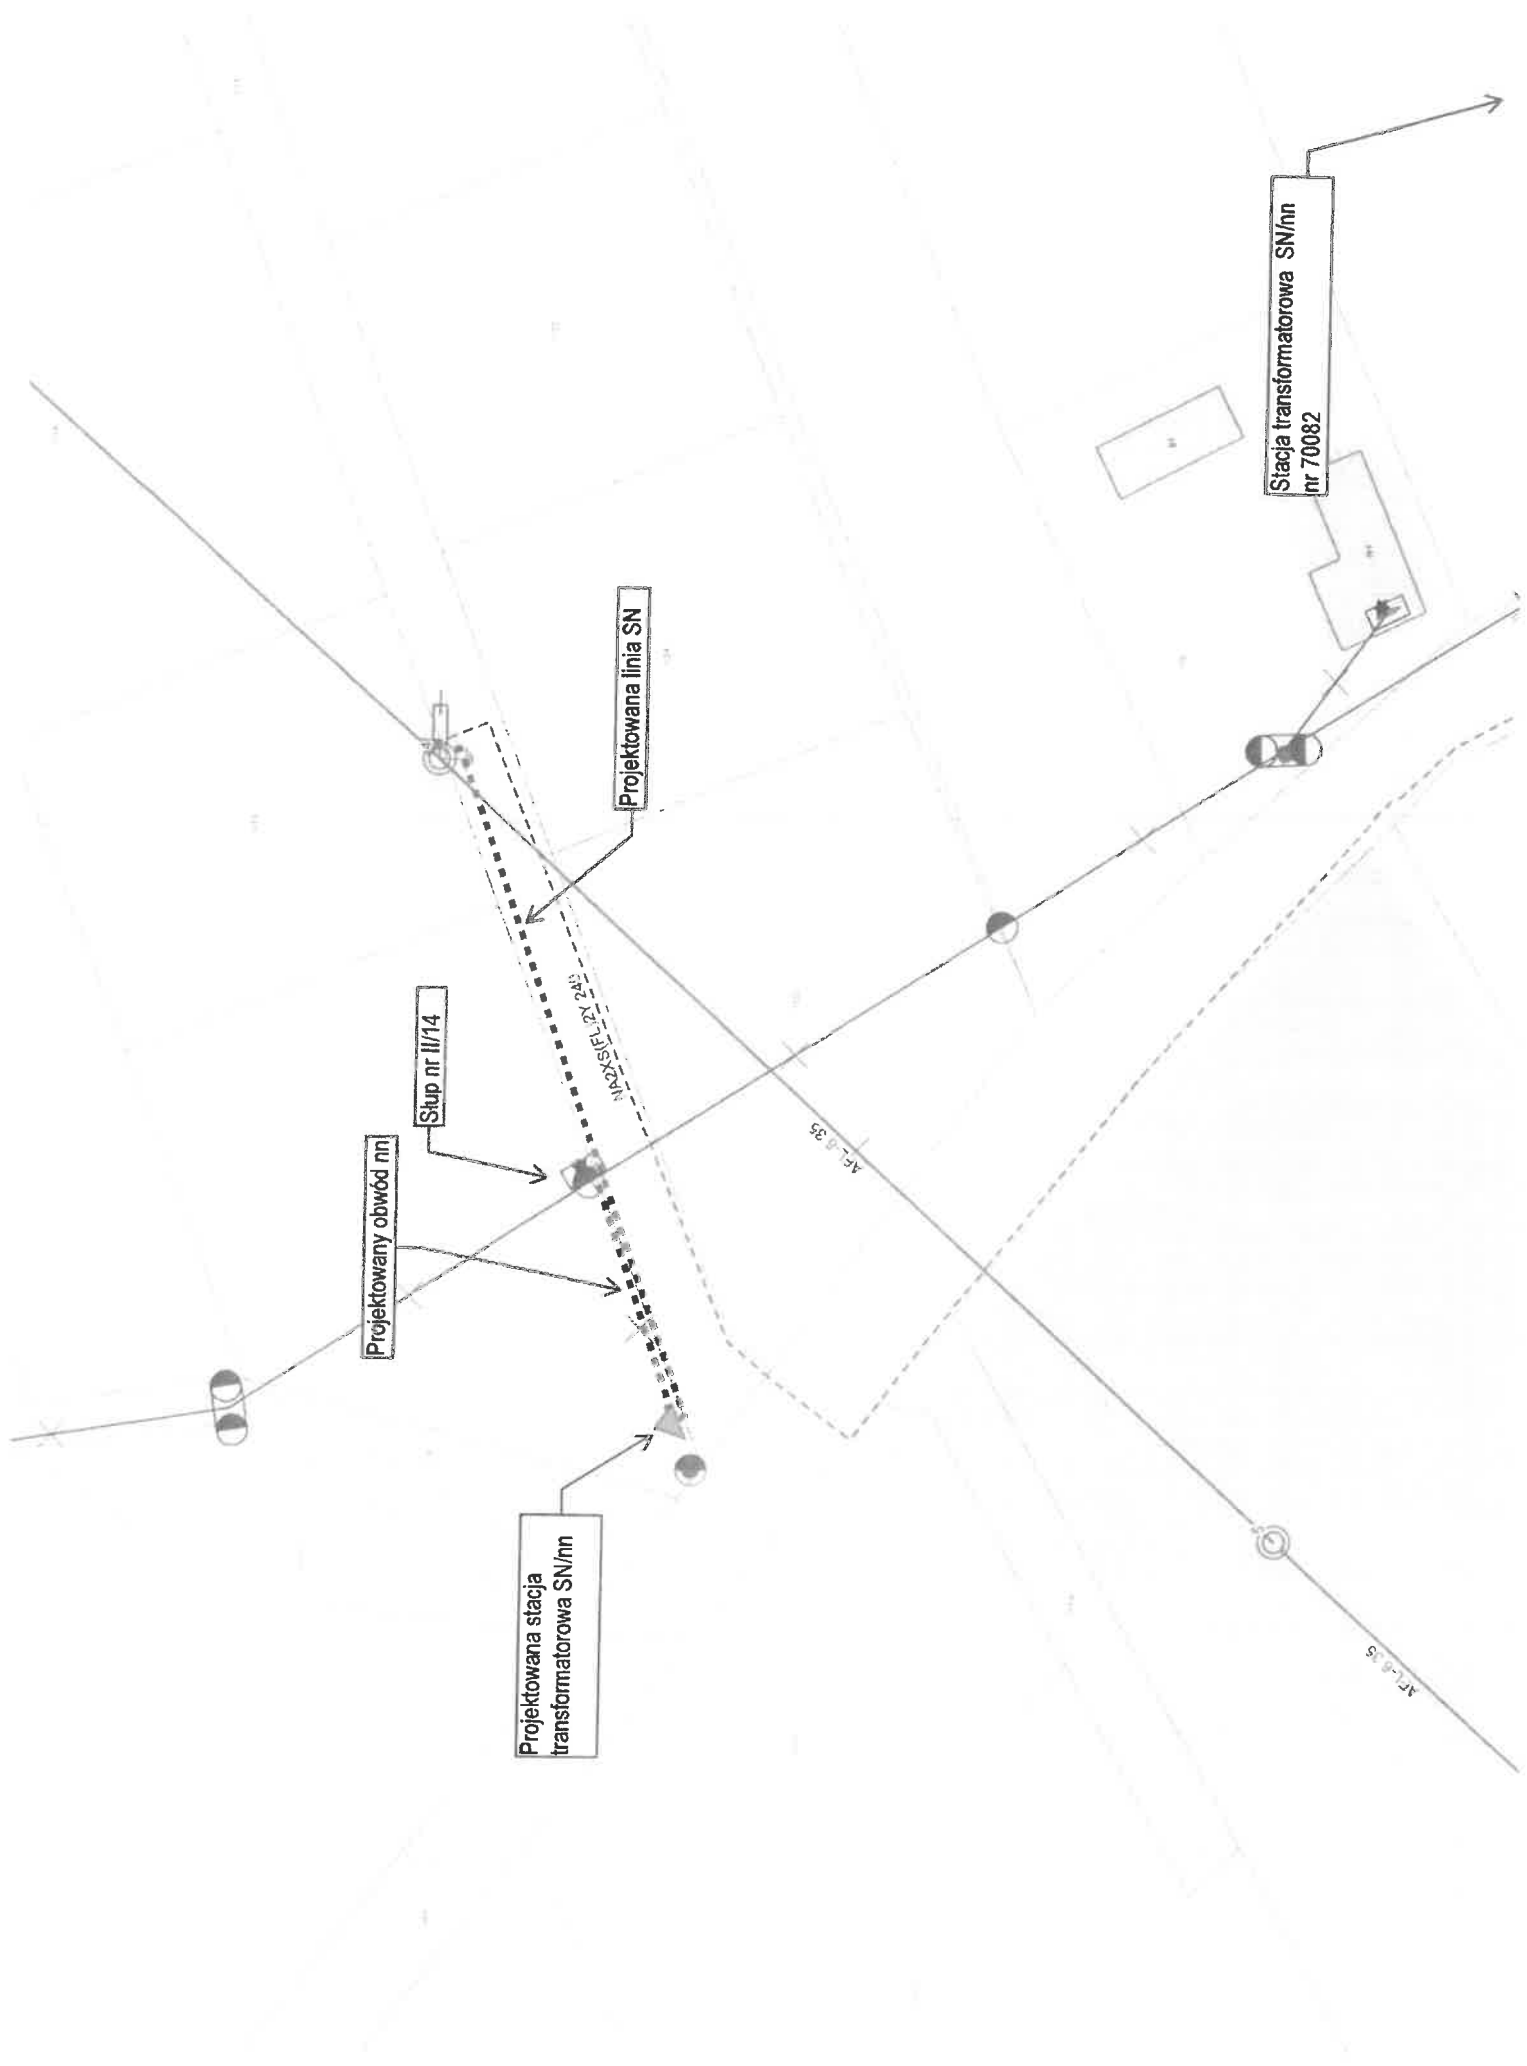 Stacja transformatorowa SN/nn
nr 70082
Projektowana linia SN
Słup nr II/14
Projektowany obwód nn
NA2XS(FL)2Y 240
AFL-6 35
Projektowana stacja
transformatorowa SN/nn
AFL-6 35